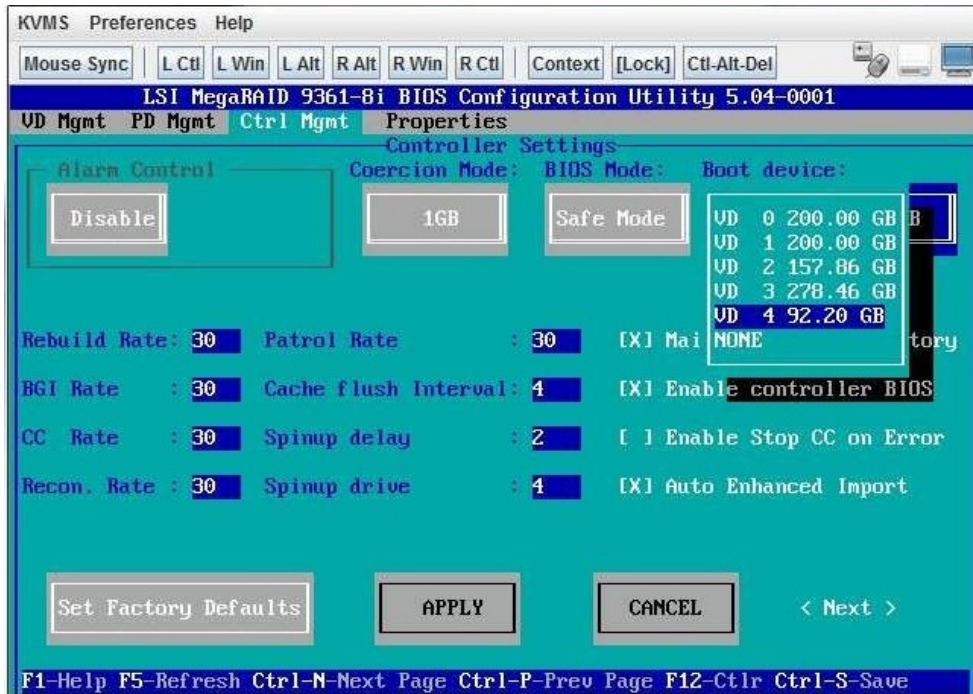 KVMS Preferences Help
Mouse Sync L Ctl L Win L Alt R Alt R Win R Ctl Context [Lock] Ctl-Alt-Del
LSI MegaRAID 9361-8i BIOS Configuration Utility 5.04-0001
VD Mgmt PD Mgmt Ctrl Mgmt Properties
Controller Settings
Alarm Control Coercion Mode: BIOS Mode: Boot device:
Disable 1GB Safe Mode B
VD 0 200.00 GB
VD 1 200.00 GB
VD 2 157.86 GB
VD 3 278.46 GB
VD 4 92.20 GB
NONE
Rebuild Rate: 30 Patrol Rate : 30 [X] Mai tory
BGI Rate : 30 Cache flush Interval: 4 [X] Enable controller BIOS
CC Rate : 30 Spinup delay : 2 [ ] Enable Stop CC on Error
Recon. Rate : 30 Spinup drive : 4 [X] Auto Enhanced Import
Set Factory Defaults APPLY CANCEL < Next >
F1-Help F5-Refresh Ctrl-N-Next Page Ctrl-P-Prev Page F12-Ctlr Ctrl-S-Save